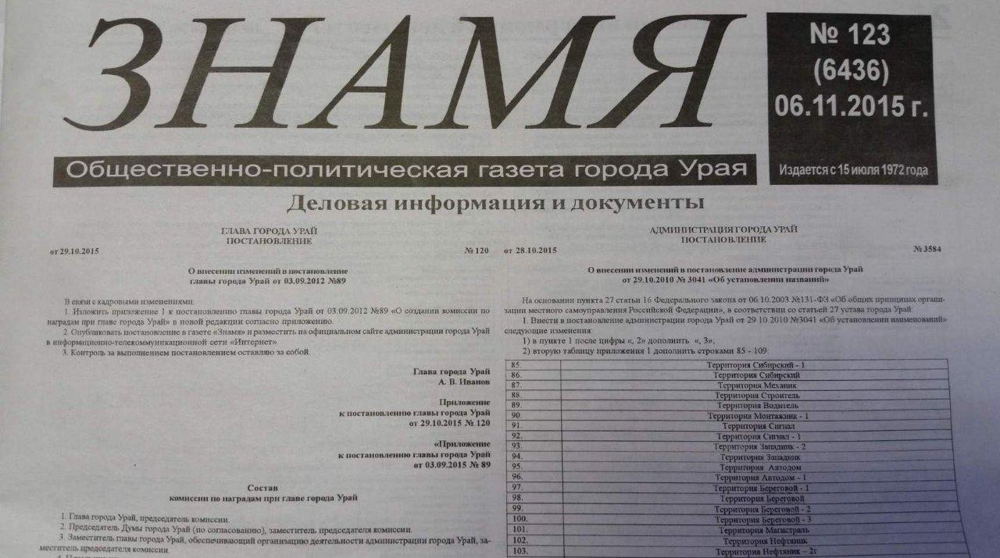 ЗНАМЯ
№ 123
(6436)
06.11.2015 г.
Издается с 15 июля 1972 года
Общественно-политическая газета города Урая
Деловая информация и документы
ГЛАВА ГОРОДА УРАЙ
ПОСТАНОВЛЕНИЕ
от 29.10.2015 № 120
О внесении изменений в постановление
главы города Урай от 03.09.2012 №89
В связи с кадровыми изменениями:
1. Изложить приложение 1 к постановлению главы города Урай от 03.09.2012 №89 «О создании комиссии по
наградам при главе города Урай» в новой редакции согласно приложению.
2. Опубликовать постановление в газете «Знамя» и разместить на официальном сайте администрации города Урай
в информационно-телекоммуникационной сети «Интернет».
3. Контроль за выполнением постановлением оставляю за собой.
Глава города Урай
А. В. Иванов
Приложение
к постановлению главы города Урай
от 29.10.2015 № 120
«Приложение
к постановлению главы города Урай
от 03.09.2015 № 89
Состав
комиссии по наградам при главе города Урай
1. Глава города Урай, председатель комиссии.
2. Председатель Думы города Урай (по согласованию), заместитель председателя комиссии.
3. Заместитель главы города Урай, обеспечивающий организацию деятельности администрации города Урай, за-
меститель председателя комиссии.
АДМИНИСТРАЦИЯ ГОРОДА УРАЙ
ПОСТАНОВЛЕНИЕ
от 28.10.2015 № 3584
О внесении изменений в постановление администрации города Урай
от 29.10.2010 № 3041 «Об установлении названий»
На основании пункта 27 статьи 16 Федерального закона от 06.10.2003 №131-ФЗ «Об общих принципах органи-
зации местного самоуправления Российской Федерации», в соответствии со статьей 27 устава города Урай:
1. Внести в постановление администрации города Урай от 29.10.2010 №3041 «Об установлении наименований»
следующие изменения:
1) в пункте 1 после цифры «, 2» дополнить «, 3»;
2) вторую таблицу приложения 1 дополнить строками 85 - 109:
85. Территория Сибирский - 1
86. Территория Сибирский
87. Территория Механик
88. Территория Строитель
89. Территория Водитель
90. Территория Монтажник - 1
91. Территория Сигнал
92. Территория Сигнал - 1
93. Территория Западник - 2
94. Территория Западник
95. Территория Автодом
96. Территория Автодом - 1
97. Территория Береговой - 1
98. Территория Береговой
99. Территория Береговой - 2
100. Территория Береговой - 3
101. Территория Магистраль
102. Территория Нефтяник
103. Территория Нефтяник – 2г